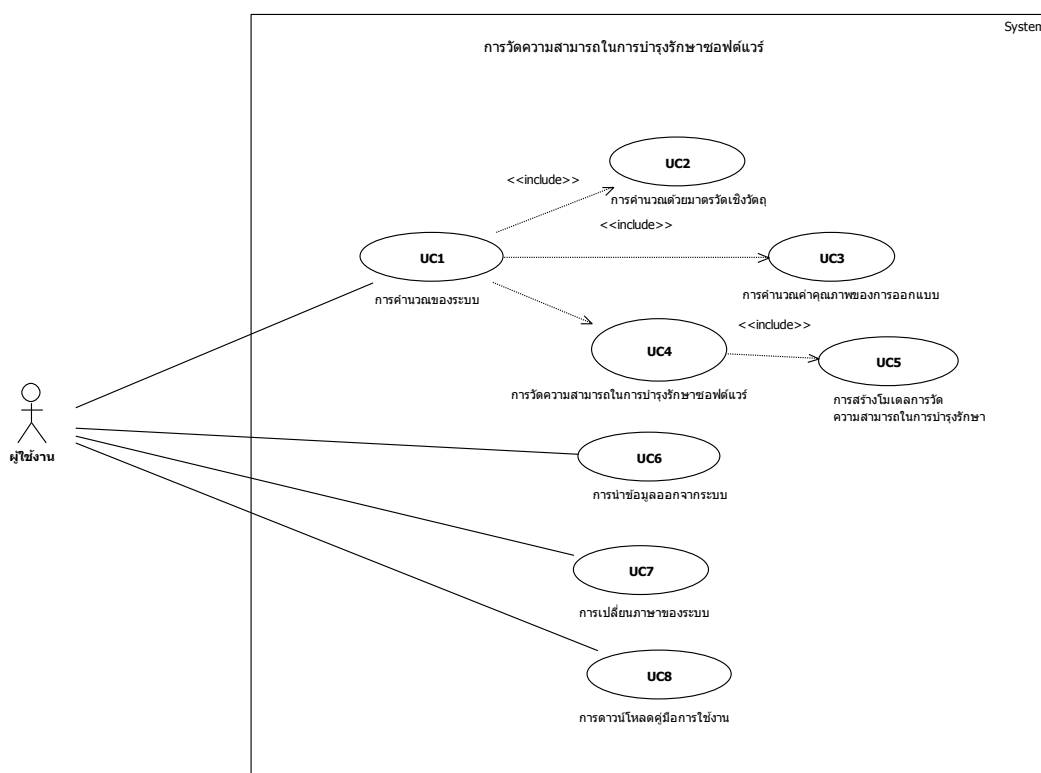 System
การวัดความสามารถในการบำรุงรักษาซอฟต์แวร์
UC2
<<include>>
การคำนวณด้วยมาตรวัดเชิงวัตถุ
<<include>>
UC1
UC3
การคำนวณของระบบ
การคำนวณค่าคุณภาพของการออกแบบ
<<include>>
UC4
UC5
การวัดความสามารถในการบำรุงรักษาซอฟต์แวร์
การสร้างโมเดลการวัด
ความสามารถในการบำรุงรักษา
ผู้ใช้งาน
UC6
การนำข้อมูลออกจากระบบ
UC7
การเปลี่ยนภาษาของระบบ
UC8
การดาวน์โหลดคู่มือการใช้งาน